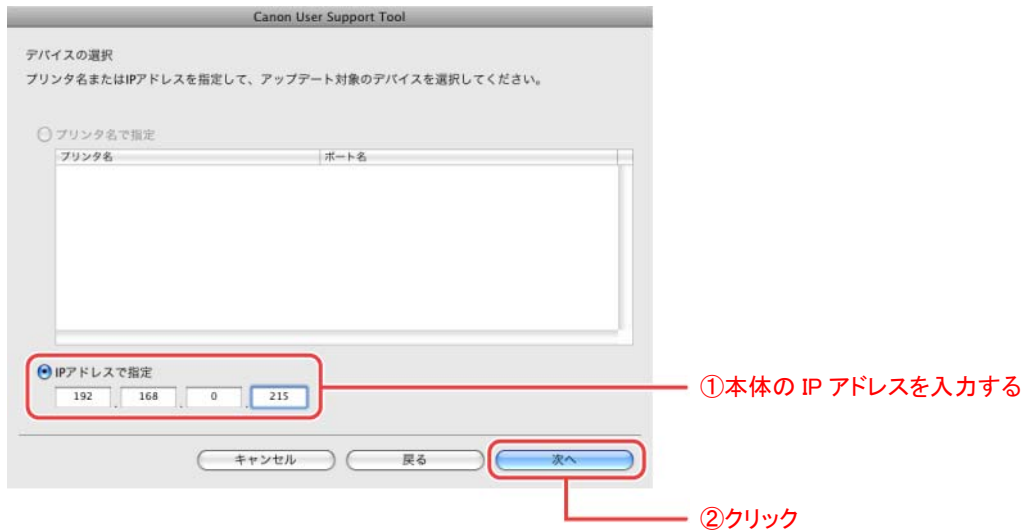 Canon User Support Tool
デバイスの選択
プリンタ名またはIPアドレスを指定して、アップデート対象のデバイスを選択してください。
プリンタ名で指定
プリンタ名 ポート名
IPアドレスで指定
192 . 168 . 0 . 215
①本体の IP アドレスを入力する
キャンセル 戻る 次へ
②クリック